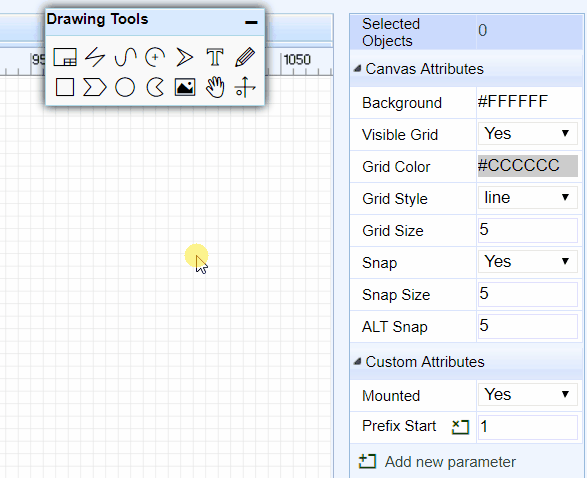 Drawing Tools
95
1050
Selected Objects 0
Canvas Attributes
Background #FFFFFF
Visible Grid Yes
Grid Color #CCCCCC
Grid Style line
Grid Size 5
Snap Yes
Snap Size 5
ALT Snap 5
Custom Attributes
Mounted Yes
Prefix Start 1
Add new parameter